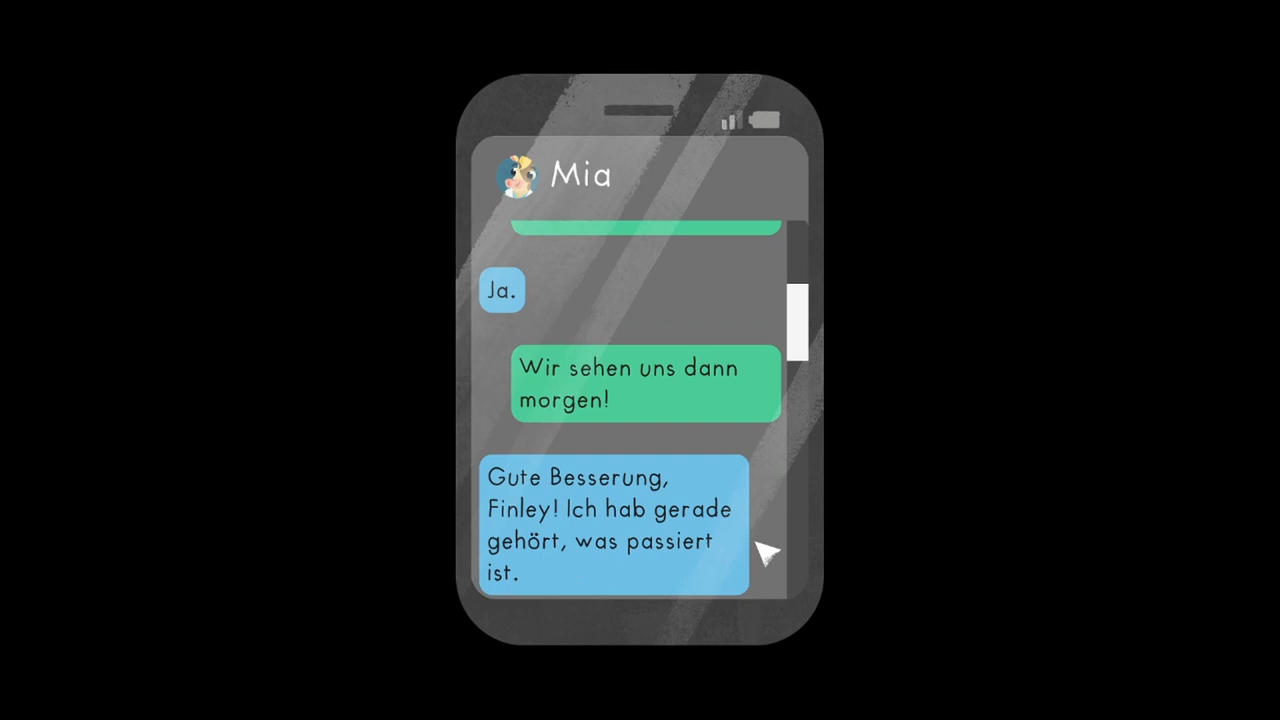 Mia
Ja.
Wir sehen uns dann
morgen!
Gute Besserung,
Finley! Ich hab gerade
gehört, was passiert
ist.